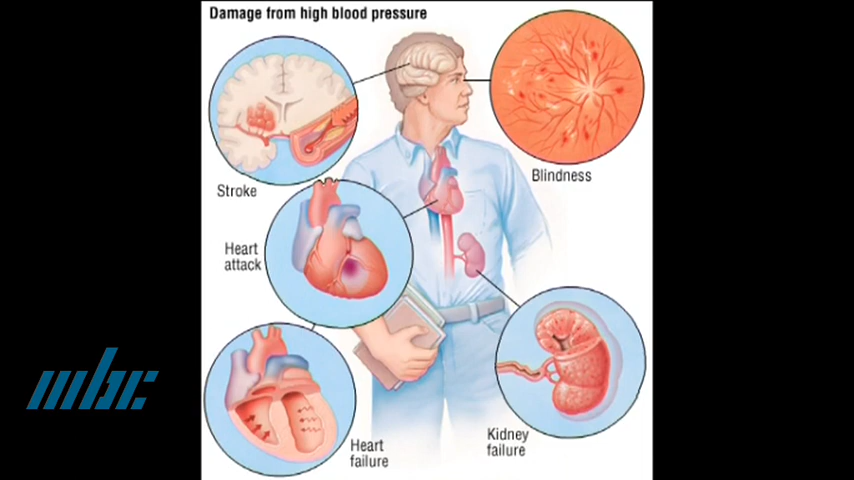 Damage from high blood pressure
Stroke
Blindness
Heart
attack
Heart
failure
Kidney
failure
mbc